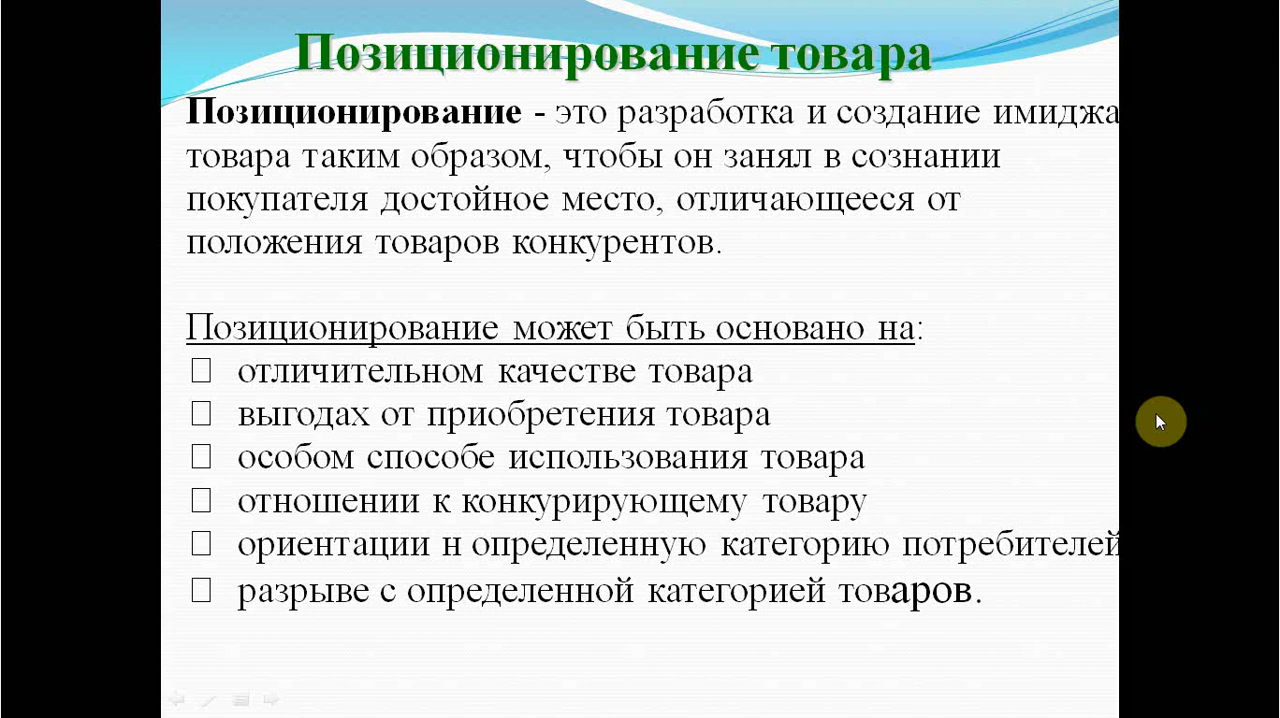 Позиционирование товара
Позиционирование - это разработка и создание имиджа
товара таким образом, чтобы он занял в сознании
покупателя достойное место, отличающееся от
положения товаров конкурентов.
Позиционирование может быть основано на:
отличительном качестве товара
выгодах от приобретения товара
особом способе использования товара
отношении к конкурирующему товару
ориентации н определенную категорию потребителей
разрыве с определенной категорией товаров.